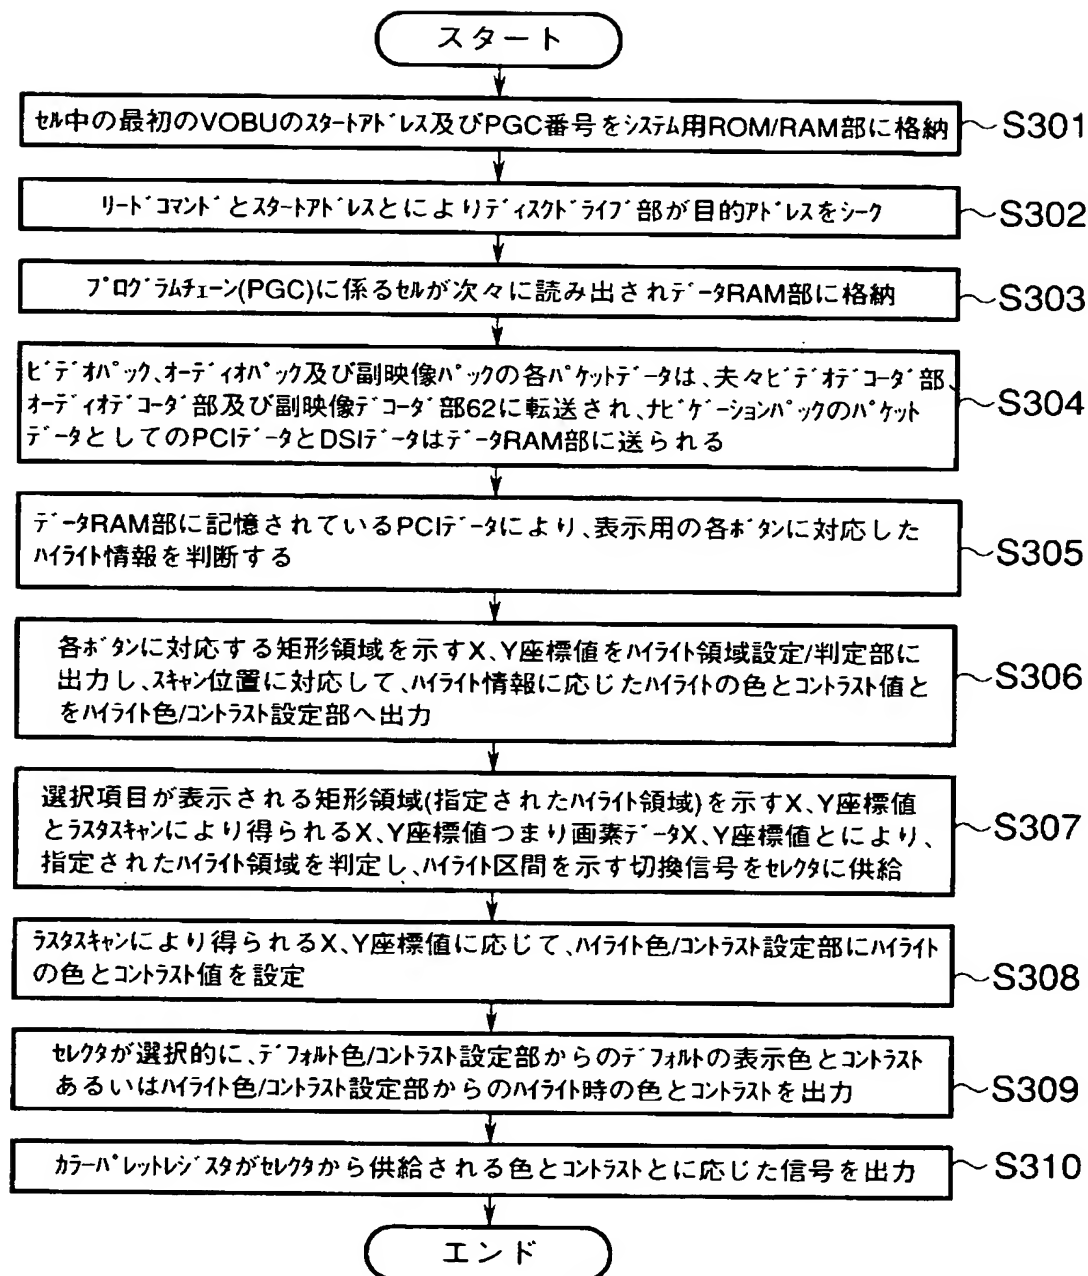 スタート
セル中の最初のVOBUのスタートアドレス及びPGC番号をシステム用ROM/RAM部に格納
S301
リードコマンドとスタートアドレスとによりディスクドライブ部が目的アドレスをシーク
S302
プログラムチェーン(PGC)に係るセルが次々に読み出されデータRAM部に格納
S303
ビデオパック、オーディオパック及び副映像パックの各パケットデータは、夫々ビデオデコーダ部、
オーディオデコーダ部及び副映像デコーダ部62に転送され、ナビゲーションパックのパケット
データとしてのPCIデータとDSIデータはデータRAM部に送られる
S304
データRAM部に記憶されているPCIデータにより、表示用の各ボタンに対応した
ハイライト情報を判断する
S305
各ボタンに対応する矩形領域を示すX、Y座標値をハイライト領域設定/判定部に
出力し、スキャン位置に対応して、ハイライト情報に応じたハイライトの色とコントラスト値と
をハイライト色/コントラスト設定部へ出力
S306
選択項目が表示される矩形領域(指定されたハイライト領域)を示すX、Y座標値
とラスタスキャンにより得られるX、Y座標値つまり画素データX、Y座標値とにより、
指定されたハイライト領域を判定し、ハイライト区間を示す切換信号をセレクタに供給
S307
ラスタスキャンにより得られるX、Y座標値に応じて、ハイライト色/コントラスト設定部にハイライト
の色とコントラスト値を設定
S308
セレクタが選択的に、デフォルト色/コントラスト設定部からのデフォルトの表示色とコントラスト
あるいはハイライト色/コントラスト設定部からのハイライト時の色とコントラストを出力
S309
カラーパレットレジスタがセレクタから供給される色とコントラストとに応じた信号を出力
S310
エンド